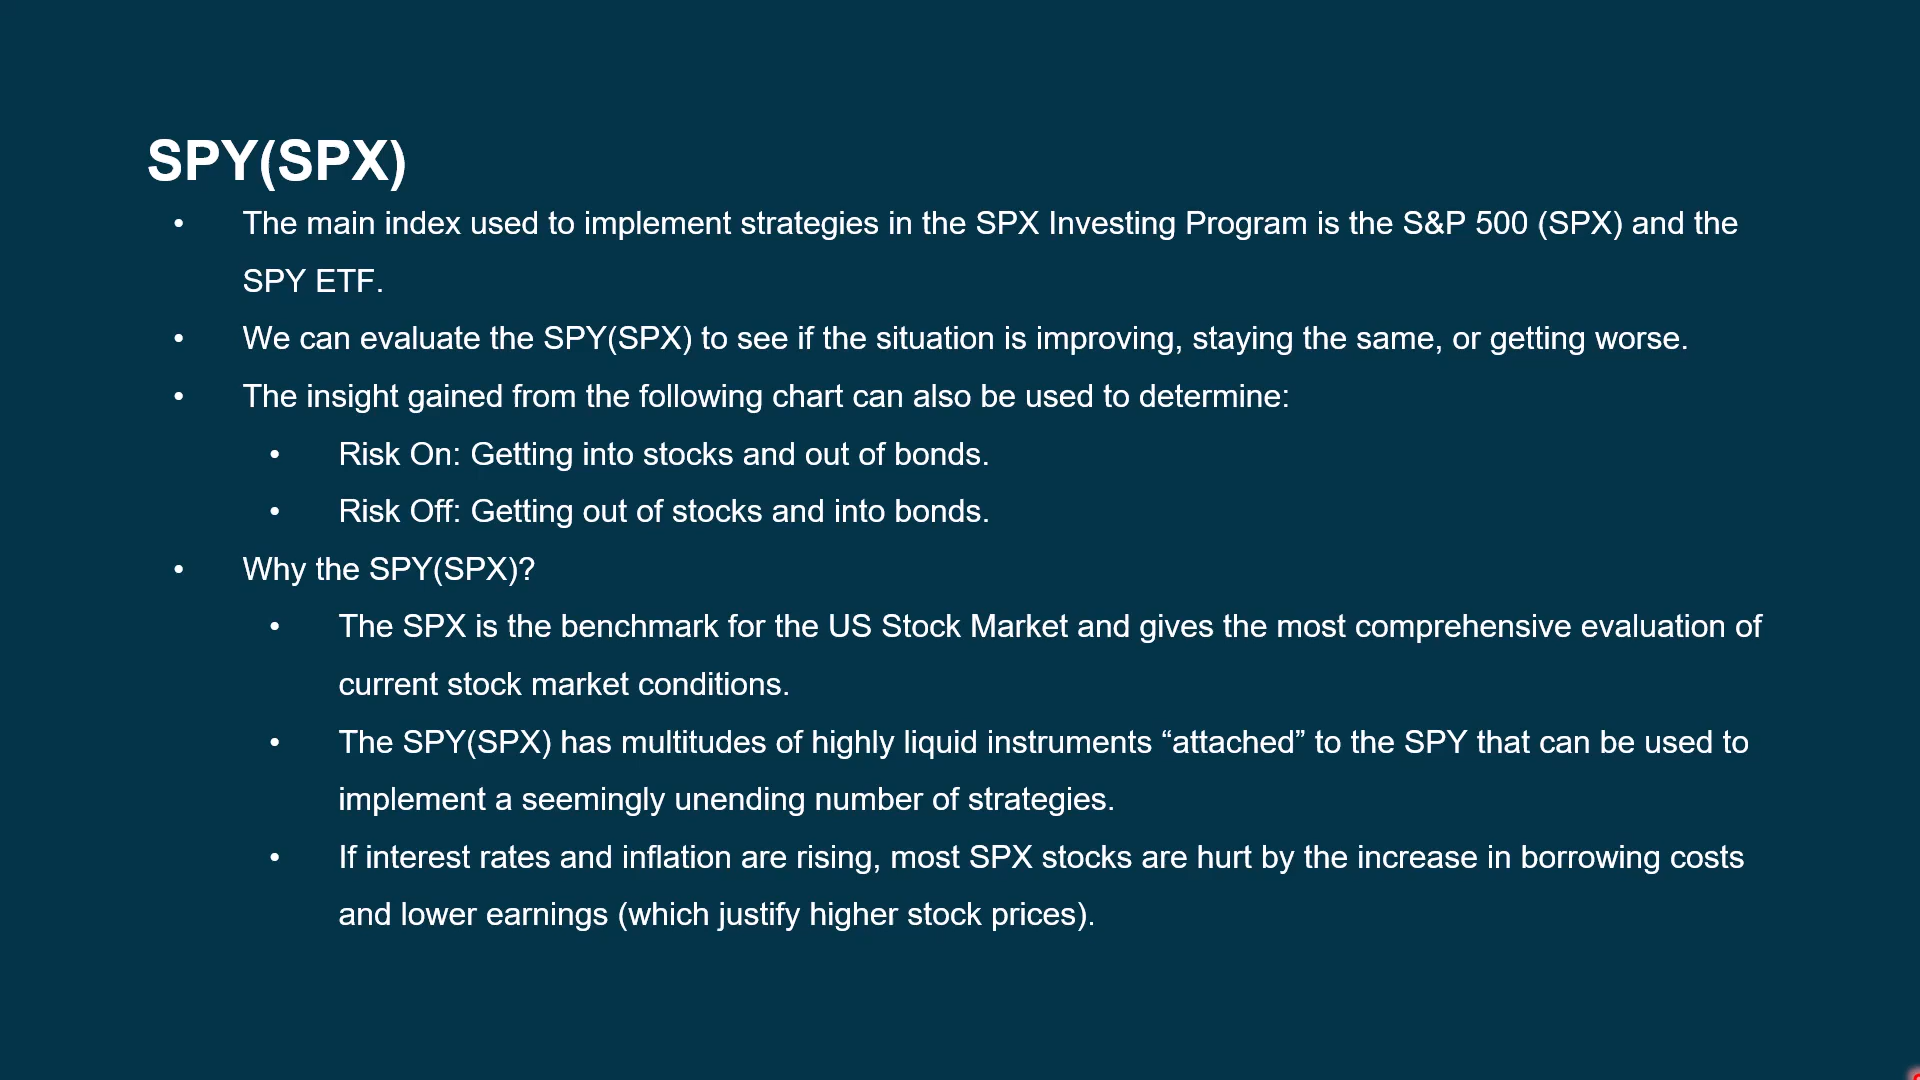 SPY(SPX)
• The main index used to implement strategies in the SPX Investing Program is the S&P 500 (SPX) and the
SPY ETF.
• We can evaluate the SPY(SPX) to see if the situation is improving, staying the same, or getting worse.
• The insight gained from the following chart can also be used to determine:
• Risk On: Getting into stocks and out of bonds.
• Risk Off: Getting out of stocks and into bonds.
• Why the SPY(SPX)?
• The SPX is the benchmark for the US Stock Market and gives the most comprehensive evaluation of
current stock market conditions.
• The SPY(SPX) has multitudes of highly liquid instruments “attached” to the SPY that can be used to
implement a seemingly unending number of strategies.
• If interest rates and inflation are rising, most SPX stocks are hurt by the increase in borrowing costs
and lower earnings (which justify higher stock prices).